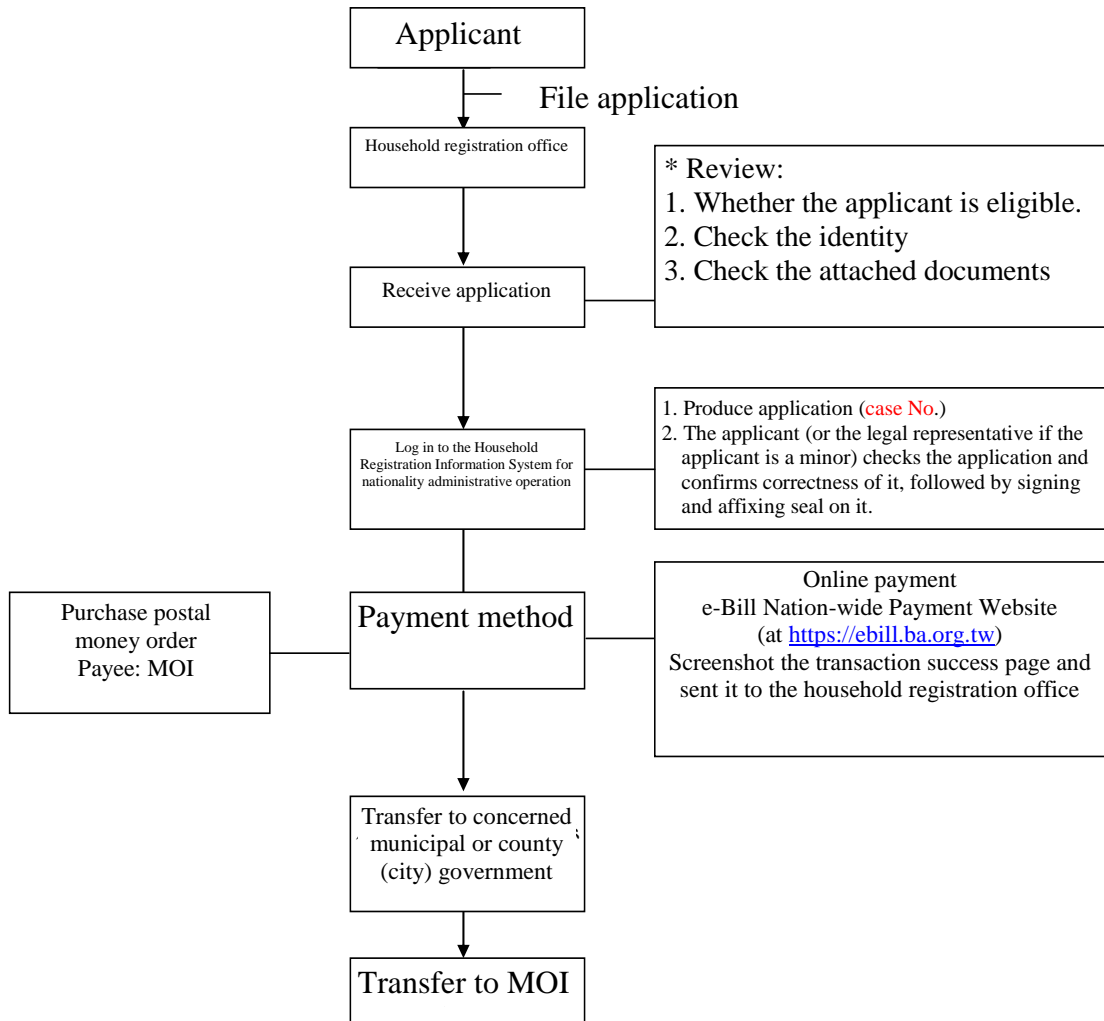 Applicant
File application
Household registration office
* Review:
1. Whether the applicant is eligible.
2. Check the identity
3. Check the attached documents
Receive application
1. Produce application (case No.)
2. The applicant (or the legal representative if the
applicant is a minor) checks the application and
confirms correctness of it, followed by signing
and affixing seal on it.
Log in to the Household
Registration Information System for
nationality administrative operation
Purchase postal
money order
Payee: MOI
Payment method
Online payment
e-Bill Nation-wide Payment Website
(at https://ebill.ba.org.tw)
Screenshot the transaction success page and
sent it to the household registration office
Transfer to concerned
municipal or county
(city) government
Transfer to MOI